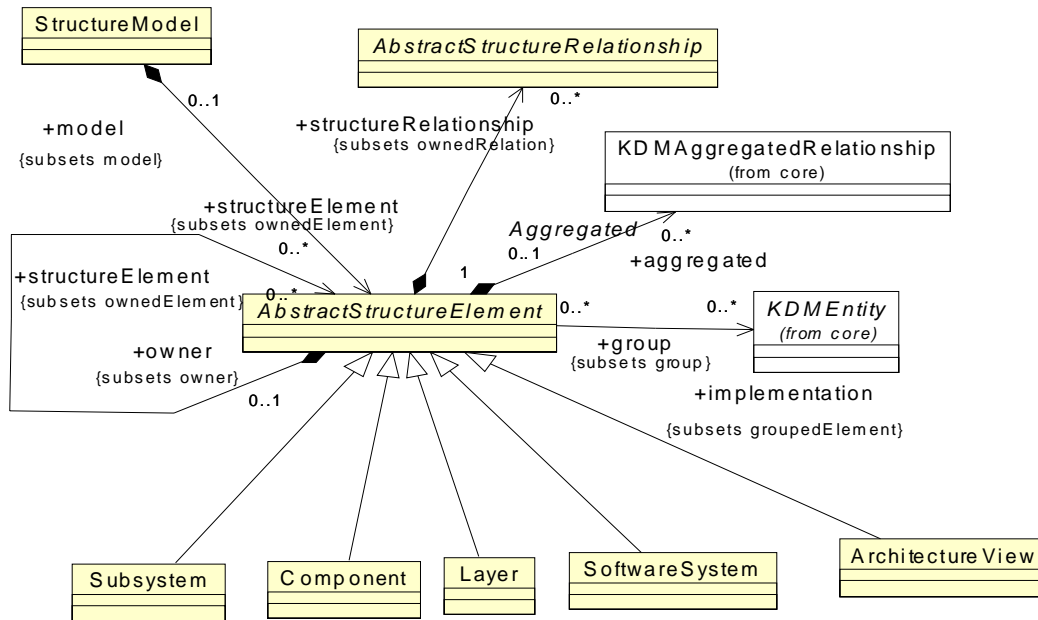 StructureModel
AbstractStructureRelationship
0..1
0..*
+model
{subsets model}
+structureRelationship
{subsets ownedRelation}
KDMAggregatedRelationship
(from core)
+structureElement
{subsets ownedElement}
Aggregated
0..*
0..1
0..*
+aggregated
+structureElement
{subsets ownedElement}
0..*
1
AbstractStructureElement
0..*
0..*
KDMEntity
(from core)
+group
{subsets group}
+owner
{subsets owner}
0..1
+implementation
{subsets groupedElement}
Subsystem
Component
Layer
SoftwareSystem
ArchitectureView